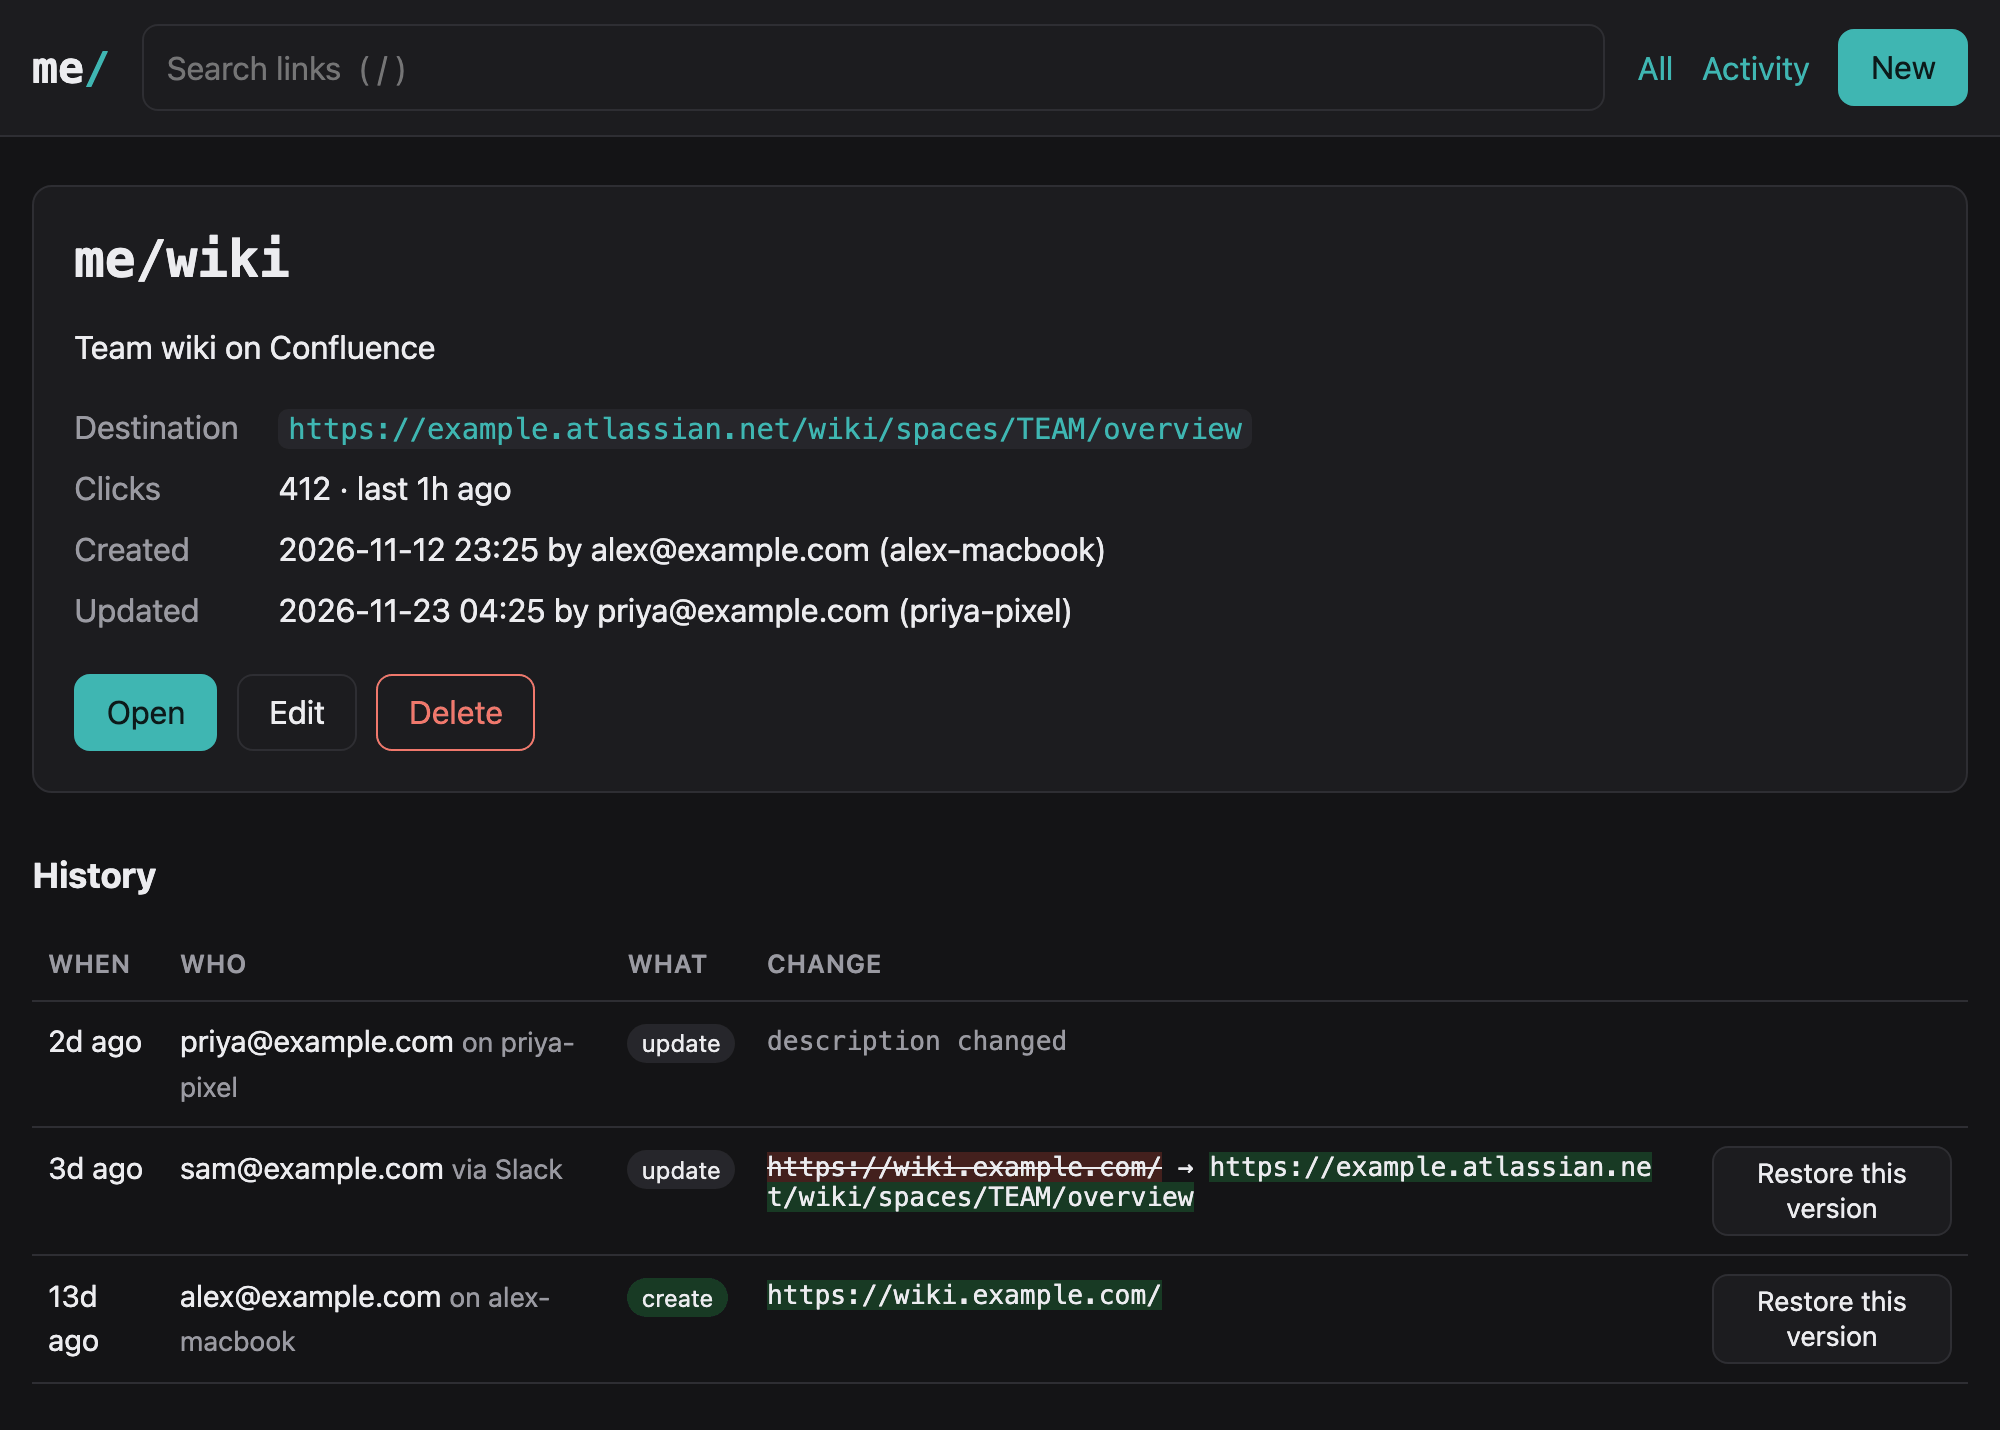 me/ Search links (/) All Activity New
me/wiki
Team wiki on Confluence
Destination https://example.atlassian.net/wiki/spaces/TEAM/overview
Clicks 412 · last 1h ago
Created 2026-11-12 23:25 by alex@example.com (alex-macbook)
Updated 2026-11-23 04:25 by priya@example.com (priya-pixel)
Open Edit Delete
History
WHEN WHO WHAT CHANGE
2d ago priya@example.com on priya-
pixel
update description changed
3d ago sam@example.com via Slack update https://wiki.example.com/ → https://example.atlassian.ne
t/wiki/spaces/TEAM/overview
Restore this
version
13d
ago
alex@example.com on alex-
macbook
create https://wiki.example.com/
Restore this
version